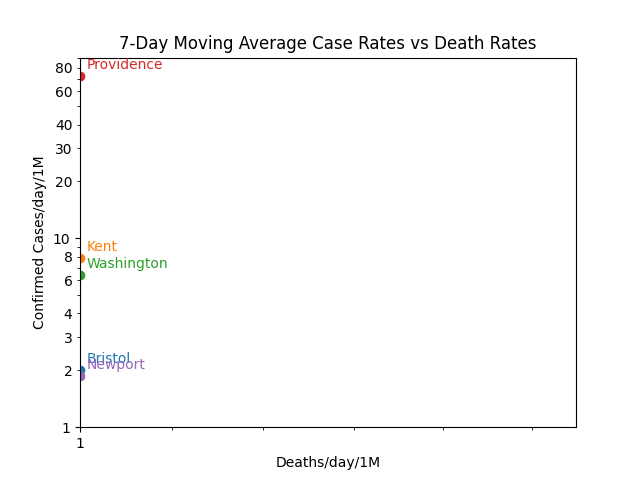 7-Day Moving Average Case Rates vs Death Rates
Confirmed Cases/day/1M
80
60
40
30
20
10
8
6
4
3
2
1
Providence
Kent
Washington
Bristol
Newport
1
Deaths/day/1M